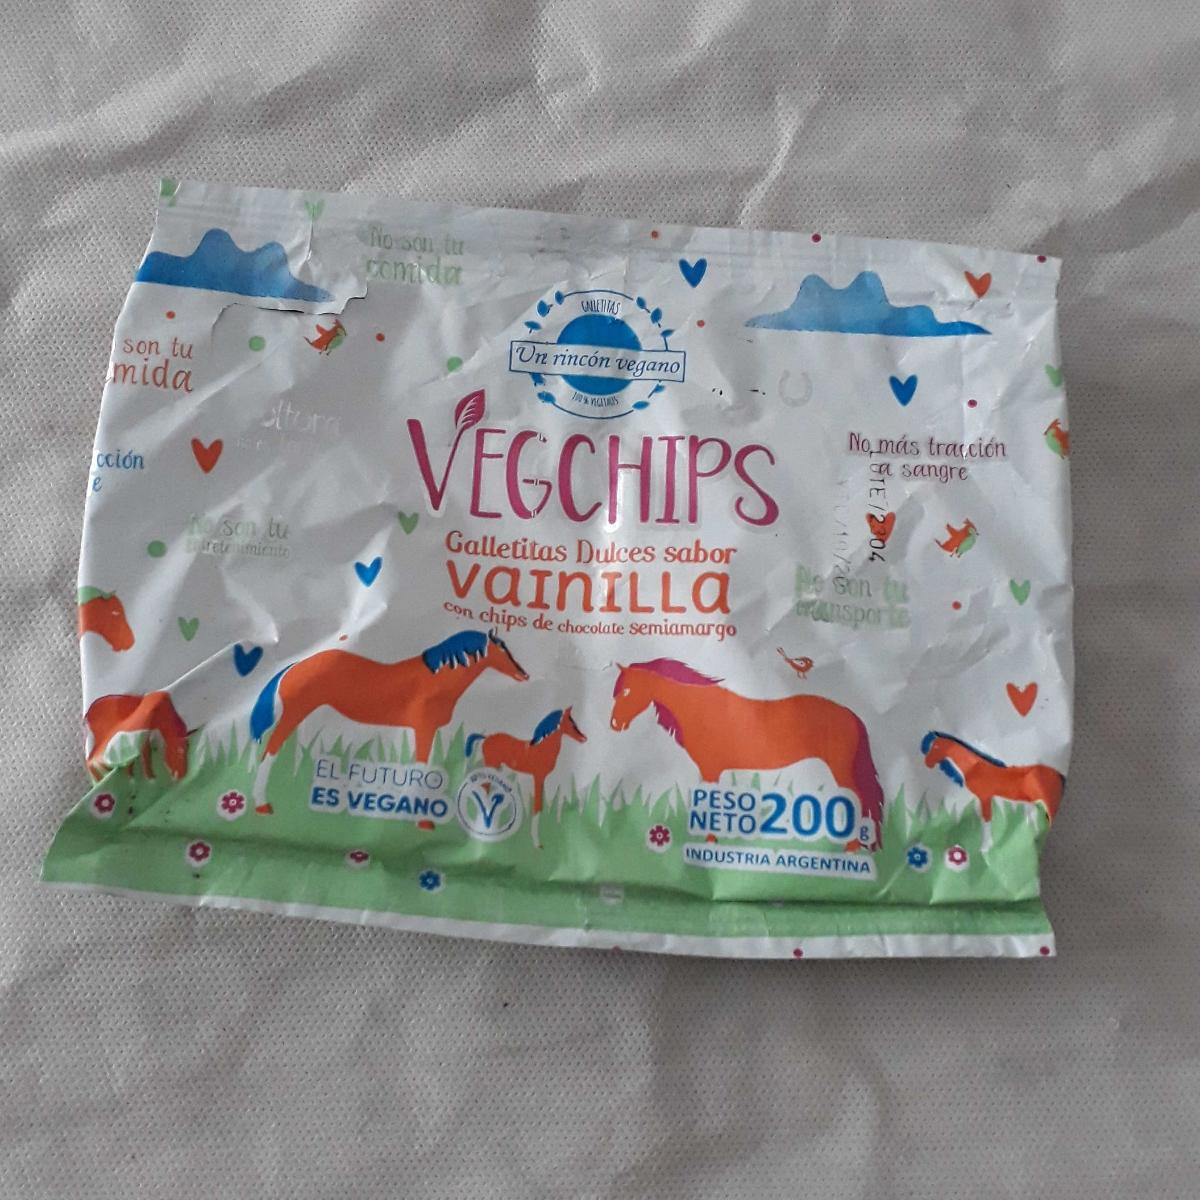 No son tu
comida
GALLETITAS
Un rincón vegano
100% VEGETALES
son tu
mida
VEGCHIPS
No más tracción
a sangre
cción
e
No son tu
entretenimiento
Galletitas Dulces sabor
VAINILLA
con chips de chocolate semiamargo
No son tu
transporte
EL FUTURO
ES VEGANO
V
PESO
NETO 200g
INDUSTRIA ARGENTINA